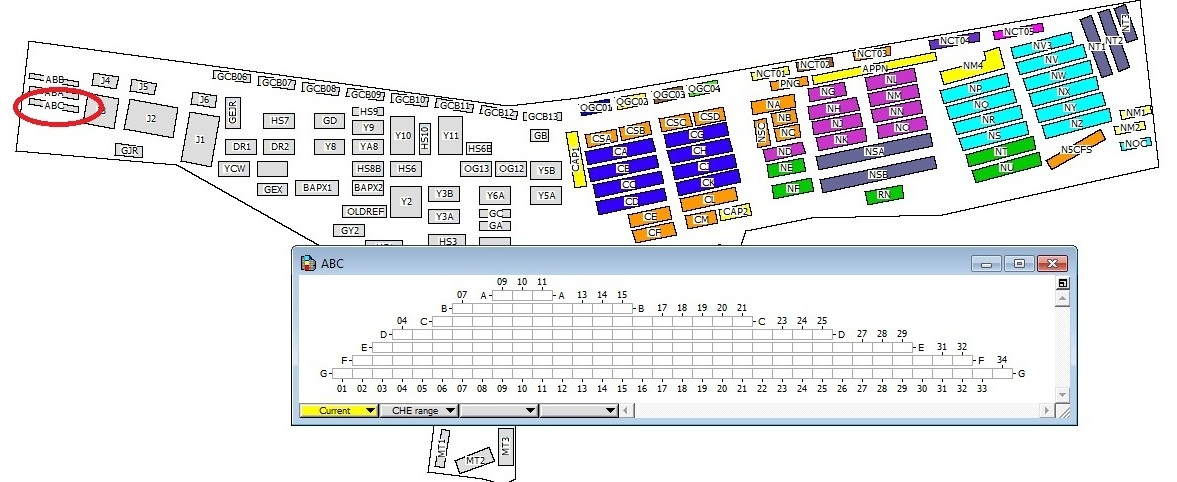 ABB
ABA
ABC
J4
J5
J2
J6
J1
GJR
GEJR
GCB06
GCB07
GCB08
GCB09
GCB10
GCB11
GCB12
GCB13
HS7
GD
HS9
Y9
Y10
HS10
Y11
DR1
DR2
Y8
YA8
HS6B
GB
YCW
HS8B
HS6
OG13
OG12
Y5B
GEX
BAPX1
BAPX2
Y2
Y3B
Y6A
Y5A
OLDREF
Y3A
GC
GA
GY2
HS3
OGC01
OGC02
OGC03
OGC04
CAP1
CSA
CSB
CSC
CSD
CA
CB
CC
CD
CE
CF
CG
CH
CI
CK
CL
CM
CAP2
NCT01
NCT02
NCT03
NCT04
NCT05
PNG
APPN
NA
NB
NC
NSC
ND
NE
NF
NG
NH
NJ
NK
NL
NM
NN
NO
NSA
NSB
RN
NM4
NP
NQ
NR
NS
NT
NU
NV3
NV
NW
NX
NY
NZ
NSCFS
NT1
NT2
NT3
NM1
NM2
NOC
ABC
09 10 11
07 A A 13 14 15
B B 17 18 19 20 21
04 C C 23 24 25
D D 27 28 29
E E 31 32
F F 34
G G
01 02 03 04 05 06 07 08 09 10 11 12 13 14 15 16 17 18 19 20 21 22 23 24 25 26 27 28 29 30 31 32 33
Current CHE range
MT1
MT2
MT3